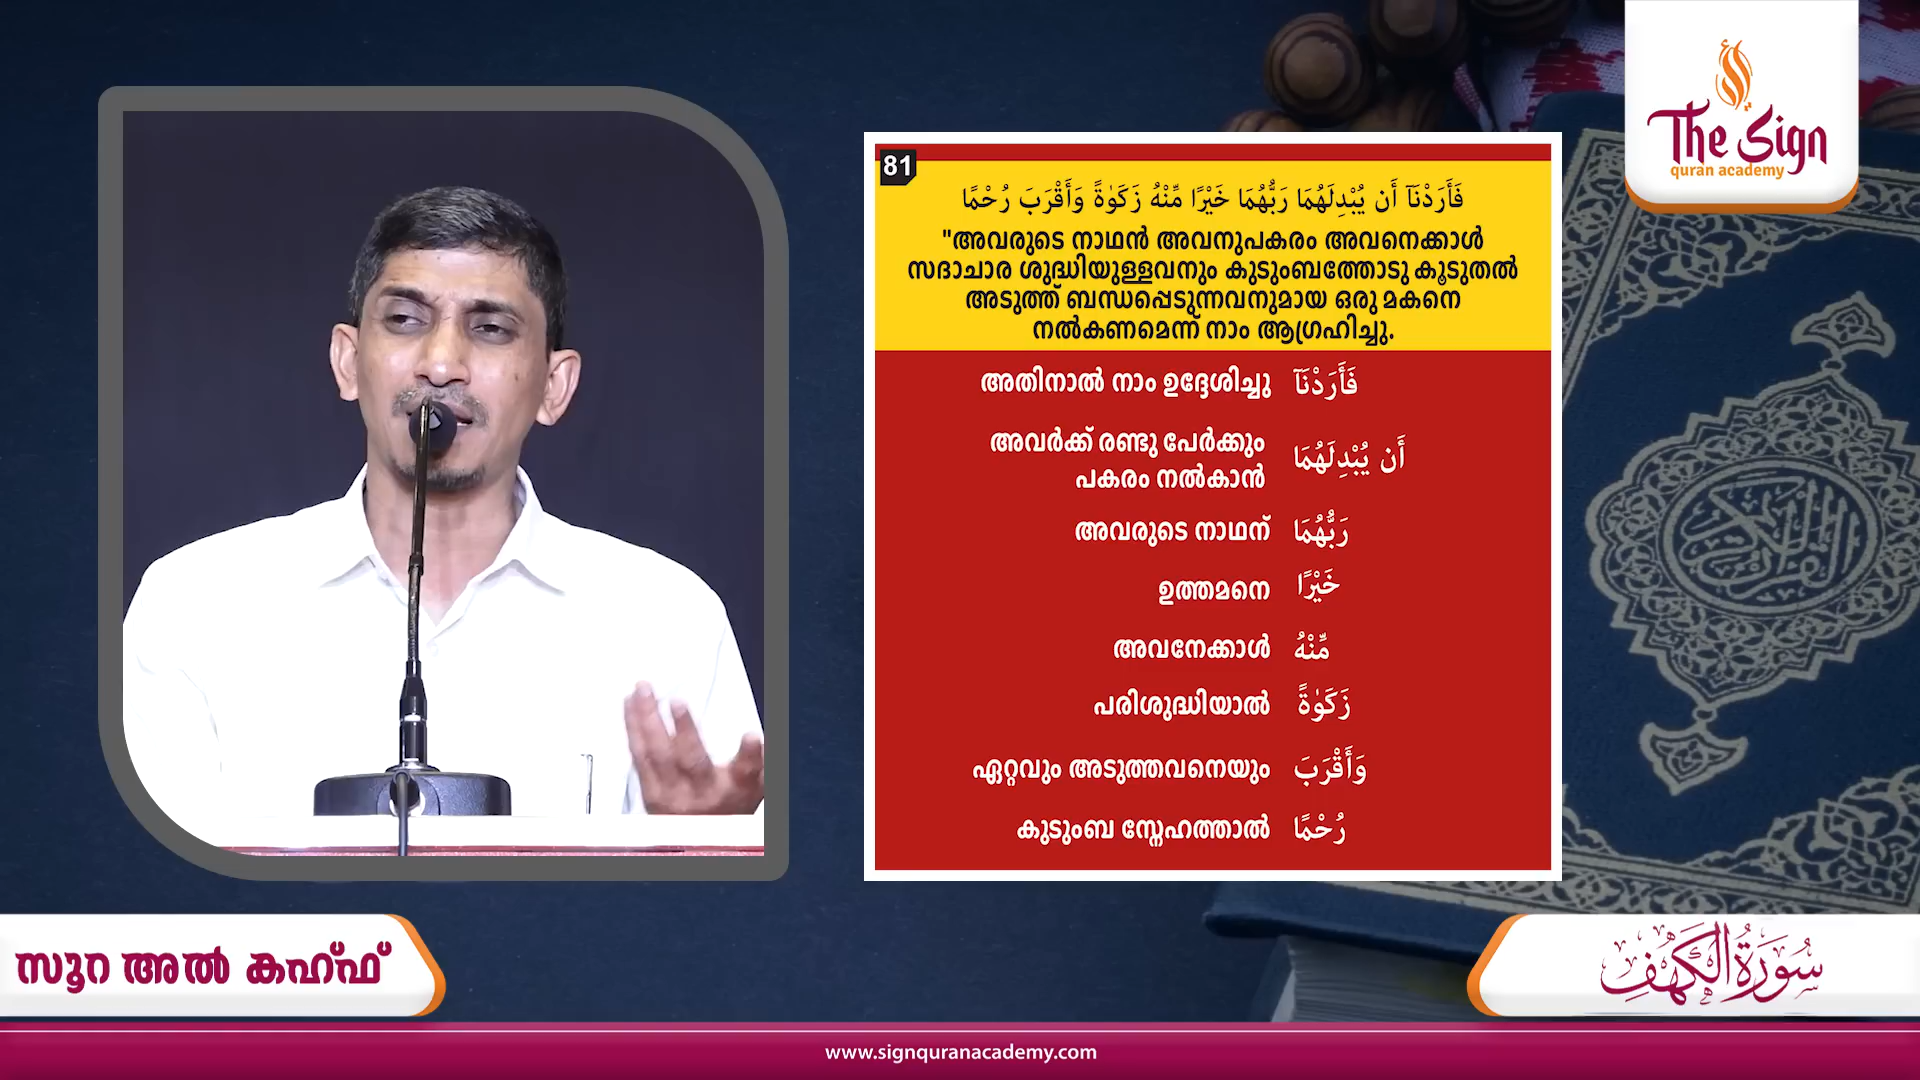 The Sign
quran academy
81
فَأَرَدْنَآ أَن يُبْدِلَهُمَا رَبُّهُمَا خَيْرًا مِّنْهُ زَكَوٰةً وَأَقْرَبَ رُحْمًا
"അവരുടെ നാഥൻ അവനുപകരം അവനെക്കാൾ
സദാചാര ശുദ്ധിയുള്ളവനും കുടുംബത്തോടു കൂടുതൽ
അടുത്ത് ബന്ധപ്പെടുന്നവനുമായ ഒരു മകനെ
നൽകണമെന്ന് നാം ആഗ്രഹിച്ചു.
അതിനാൽ നാം ഉദ്ദേശിച്ചു فَأَرَدْنَآ
അവർക്ക് രണ്ടു പേർക്കും
പകരം നൽകാൻ أَن يُبْدِلَهُمَا
അവരുടെ നാഥന് رَبُّهُمَا
ഉത്തമനെ خَيْرًا
അവനേക്കാൾ مِّنْهُ
പരിശുദ്ധിയാൽ زَكَوٰةً
ഏറ്റവും അടുത്തവനെയും وَأَقْرَبَ
കുടുംബ സ്നേഹത്താൽ رُحْمًا
സൂറ അൽ കഹ്ഫ്
سُورَةُ الكَهْفِ
www.signquranacademy.com